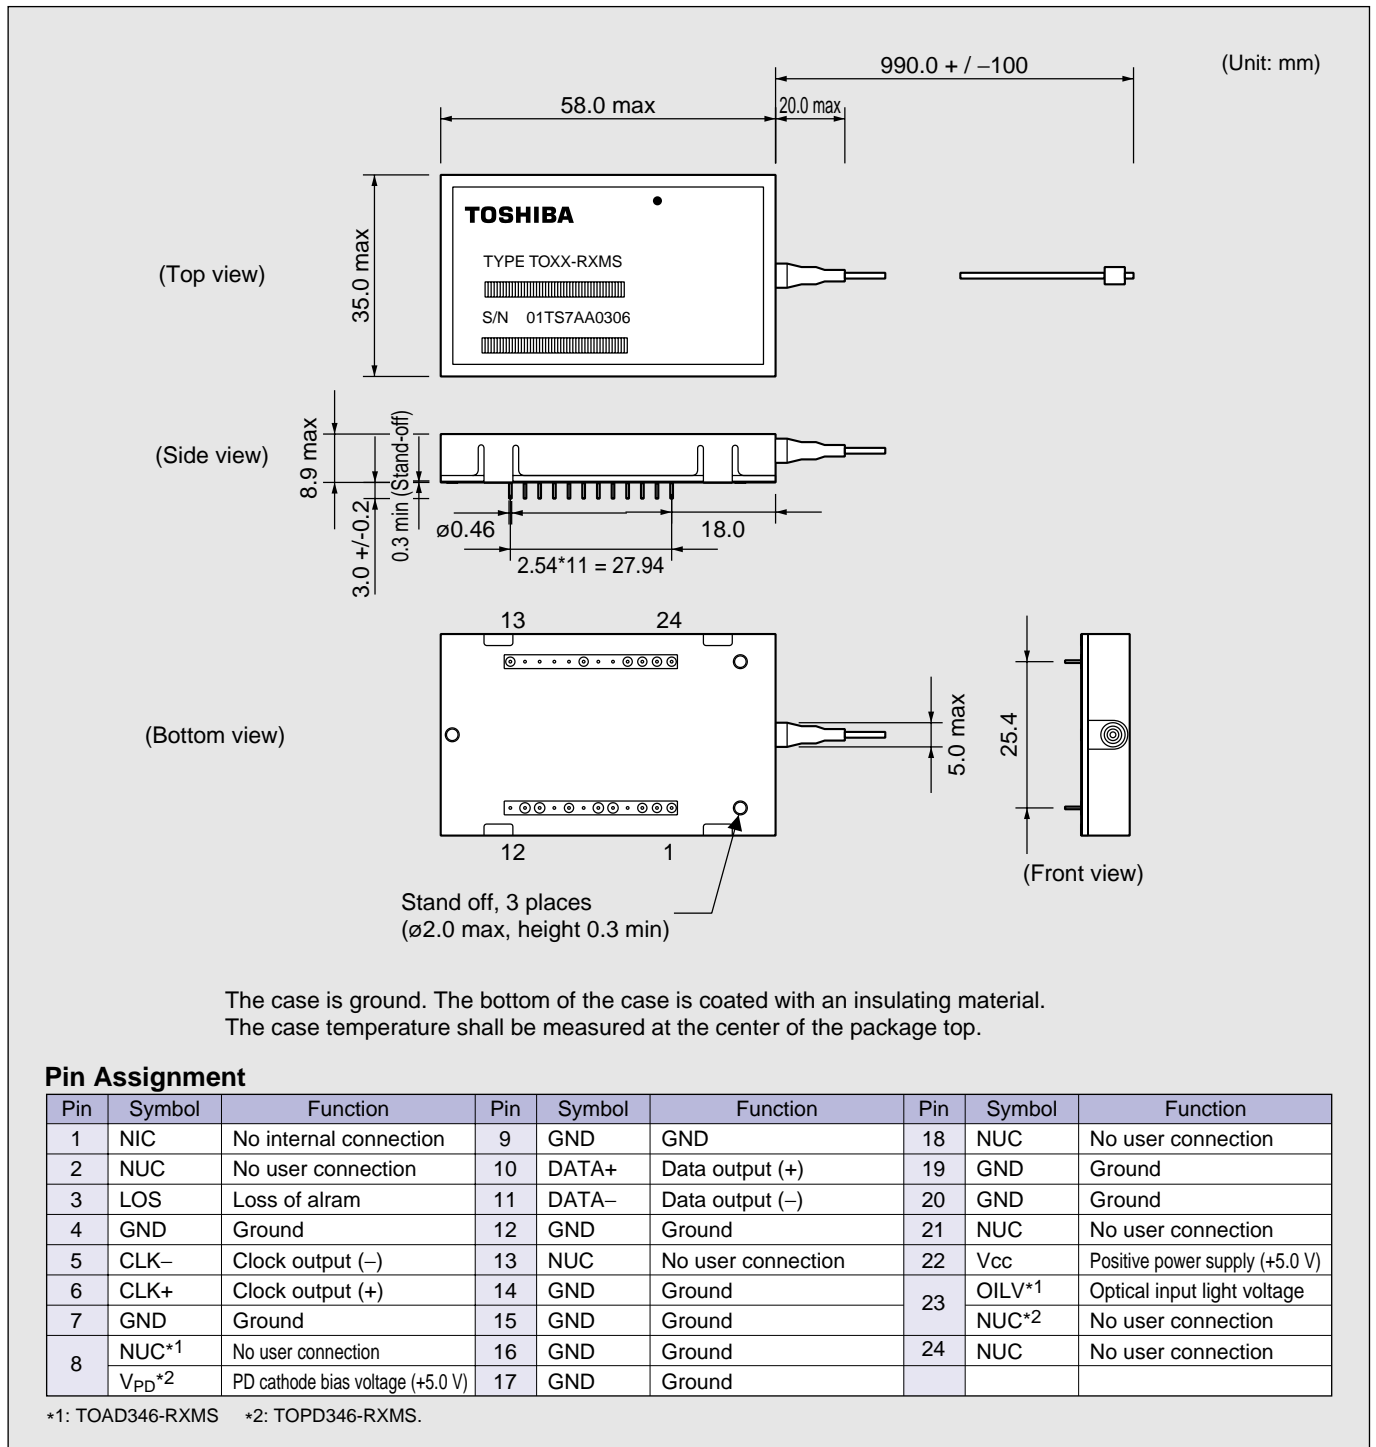 (Unit: mm)
990.0 + / −100
58.0 max
20.0 max
(Top view)
35.0 max
TOSHIBA
TYPE TOXX-RXMS
S/N 01TS7AA0306
(Side view)
8.9 max
3.0 +/-0.2
0.3 min (Stand-off)
ø0.46
18.0
2.54*11 = 27.94
13 24
(Bottom view)
5.0 max
25.4
12 1
(Front view)
Stand off, 3 places
(ø2.0 max, height 0.3 min)
The case is ground. The bottom of the case is coated with an insulating material.
The case temperature shall be measured at the center of the package top.
Pin Assignment
Pin Symbol Function Pin Symbol Function Pin Symbol Function
1 NIC No internal connection 9 GND GND 18 NUC No user connection
2 NUC No user connection 10 DATA+ Data output (+) 19 GND Ground
3 LOS Loss of alram 11 DATA− Data output (−) 20 GND Ground
4 GND Ground 12 GND Ground 21 NUC No user connection
5 CLK− Clock output (−) 13 NUC No user connection 22 Vcc Positive power supply (+5.0 V)
6 CLK+ Clock output (+) 14 GND Ground 23 OILV*1 Optical input light voltage
7 GND Ground 15 GND Ground NUC*2 No user connection
8 NUC*1 No user connection 16 GND Ground 24 NUC No user connection
VPD*2 PD cathode bias voltage (+5.0 V) 17 GND Ground
*1: TOAD346-RXMS *2: TOPD346-RXMS.